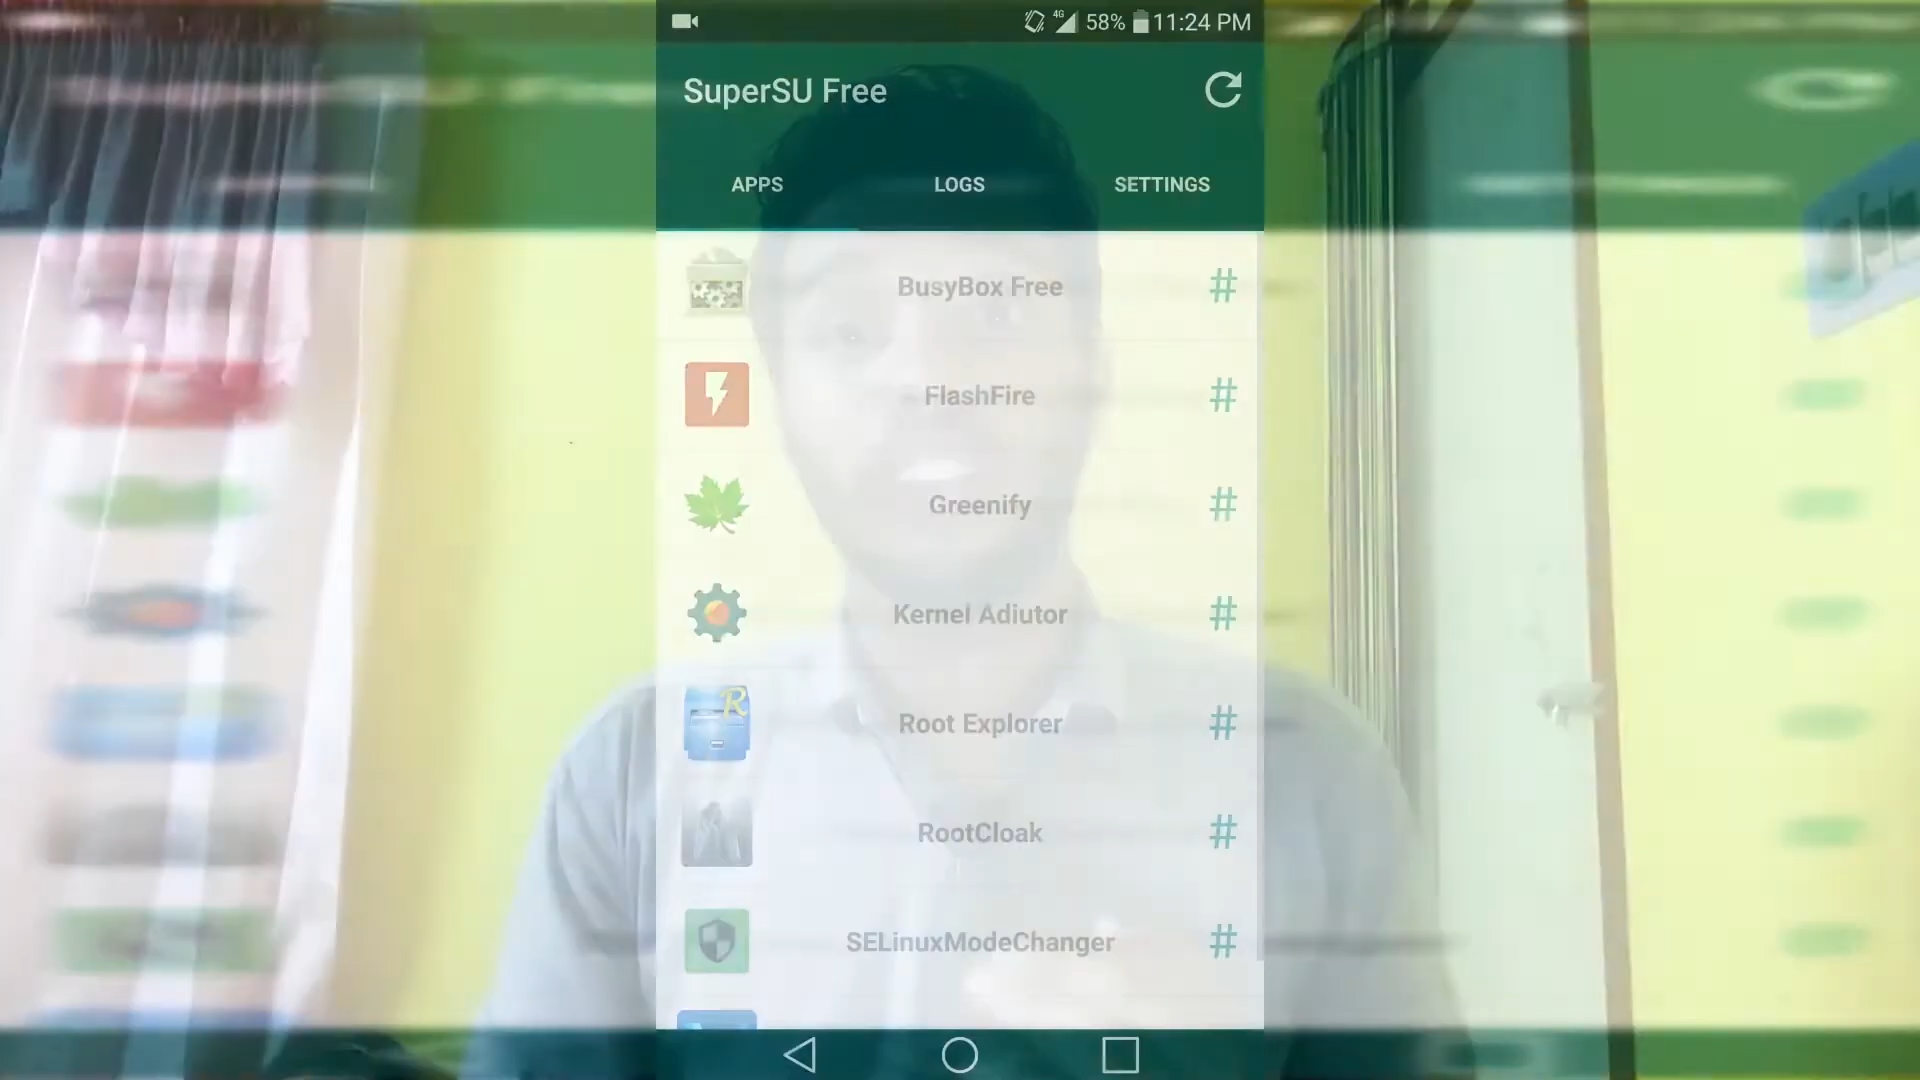 4G 58% 11:24 PM
SuperSU Free
APPS LOGS SETTINGS
BusyBox Free #
FlashFire #
Greenify #
Kernel Adiutor #
R
Root Explorer #
RootCloak #
SELinuxModeChanger #